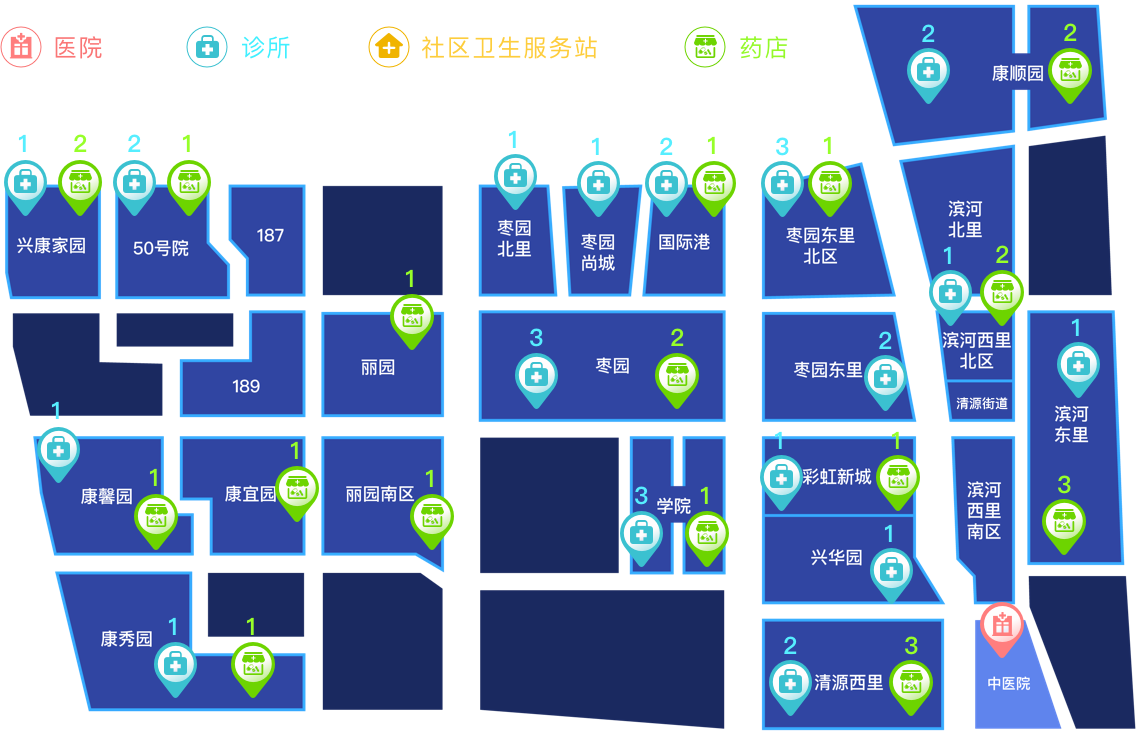 医院
诊所
社区卫生服务站
药店
2
2
康顺园
1
2
2
1
1
1
2
1
3
1
兴康家园
50号院
187
枣园
北里
枣园
尚城
国际港
枣园东里
北区
滨河
北里
1
2
1
丽园
189
3
枣园
2
枣园东里
2
滨河西里
北区
清源街道
1
滨河
东里
3
1
康馨园
1
康宜园
1
丽园南区
1
3
学院
1
1
彩虹新城
1
兴华园
1
滨河
西里
南区
康秀园
1
1
2
清源西里
3
中医院